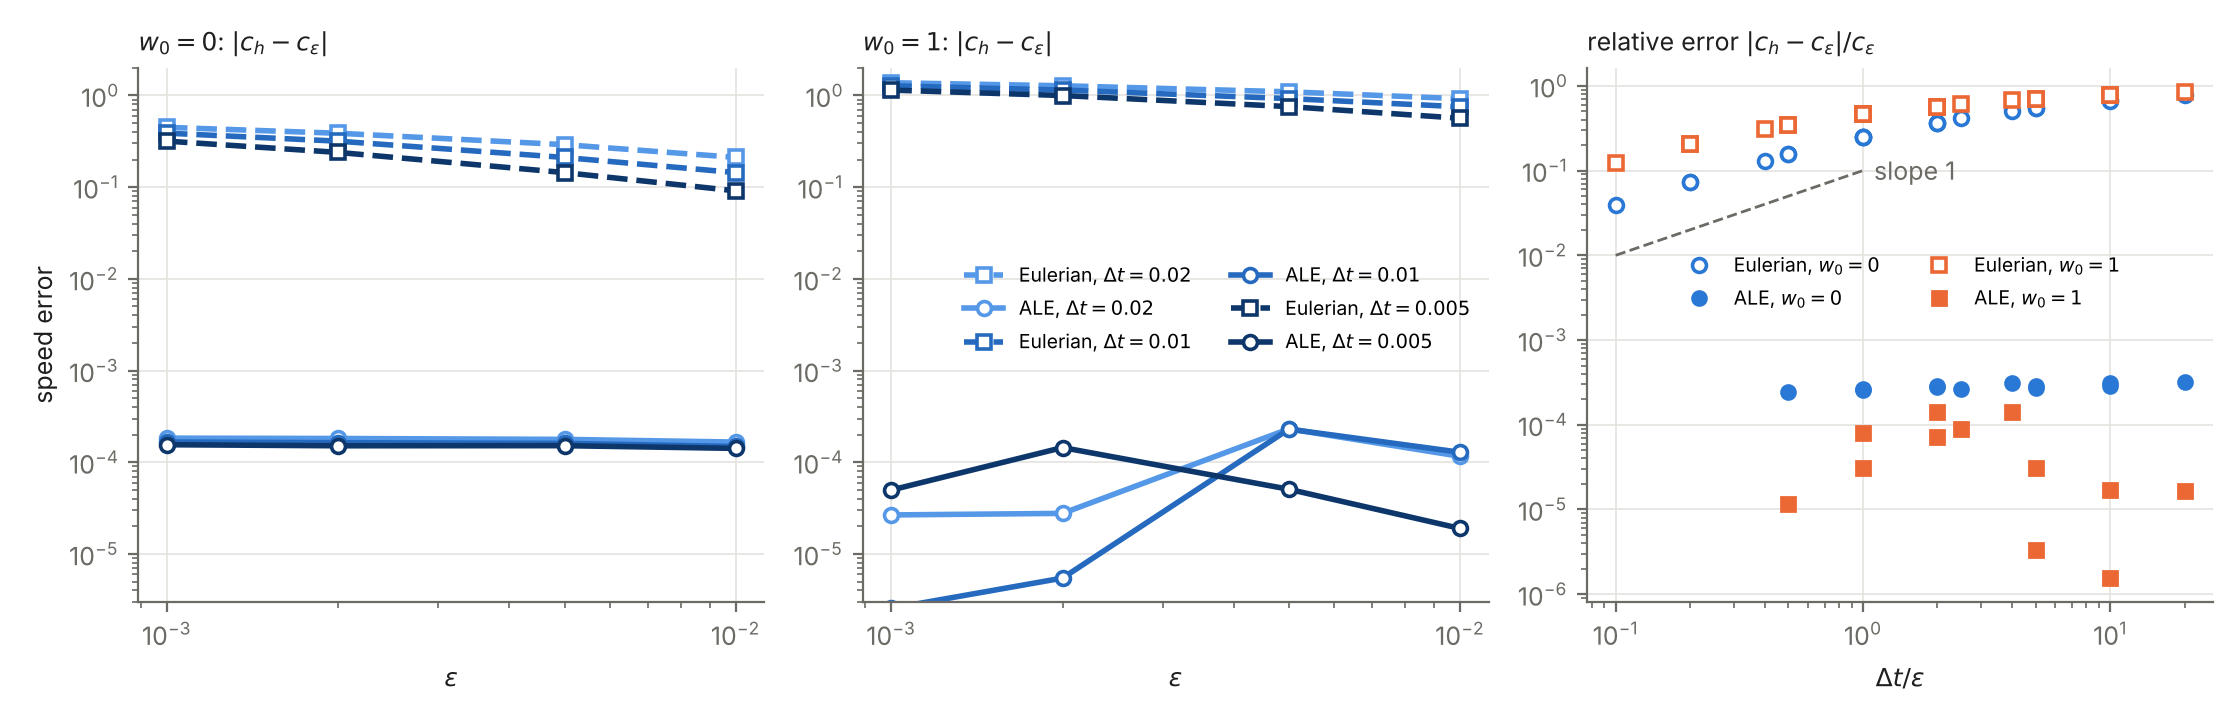 w₀ = 0: |cₕ − c_ε|
speed error
10⁰
10⁻¹
10⁻²
10⁻³
10⁻⁴
10⁻⁵
10⁻³ 10⁻²
ε
w₀ = 1: |cₕ − c_ε|
10⁰
10⁻¹
10⁻²
10⁻³
10⁻⁴
10⁻⁵
Eulerian, Δt = 0.02
ALE, Δt = 0.02
Eulerian, Δt = 0.01
ALE, Δt = 0.01
Eulerian, Δt = 0.005
ALE, Δt = 0.005
10⁻³ 10⁻²
ε
relative error |cₕ − c_ε|/c_ε
10⁰
10⁻¹
10⁻²
10⁻³
10⁻⁴
10⁻⁵
10⁻⁶
slope 1
Eulerian, w₀ = 0
ALE, w₀ = 0
Eulerian, w₀ = 1
ALE, w₀ = 1
10⁻¹ 10⁰ 10¹
Δt/ε